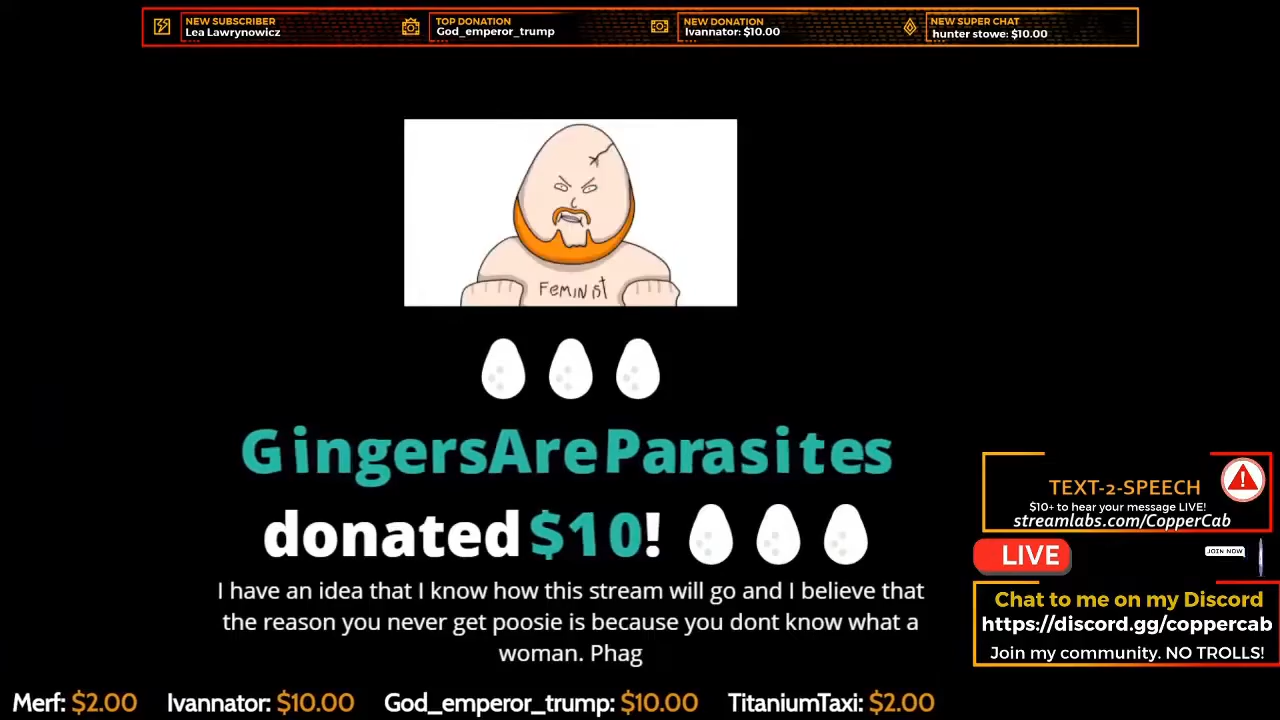 NEW SUBSCRIBER
Lea Lawrynowicz
TOP DONATION
God_emperor_trump
NEW DONATION
Ivannator: $10.00
NEW SUPER CHAT
hunter stowe: $10.00
FEMINIST
GingersAreParasites
donated $10!
I have an idea that I know how this stream will go and I believe that
the reason you never get poosie is because you dont know what a
woman. Phag
TEXT-2-SPEECH
$10+ to hear your message LIVE!
streamlabs.com/CopperCab
LIVE
JOIN NOW
Chat to me on my Discord
https://discord.gg/coppercab
Join my community. NO TROLLS!
Merf: $2.00 Ivannator: $10.00 God_emperor_trump: $10.00 TitaniumTaxi: $2.00